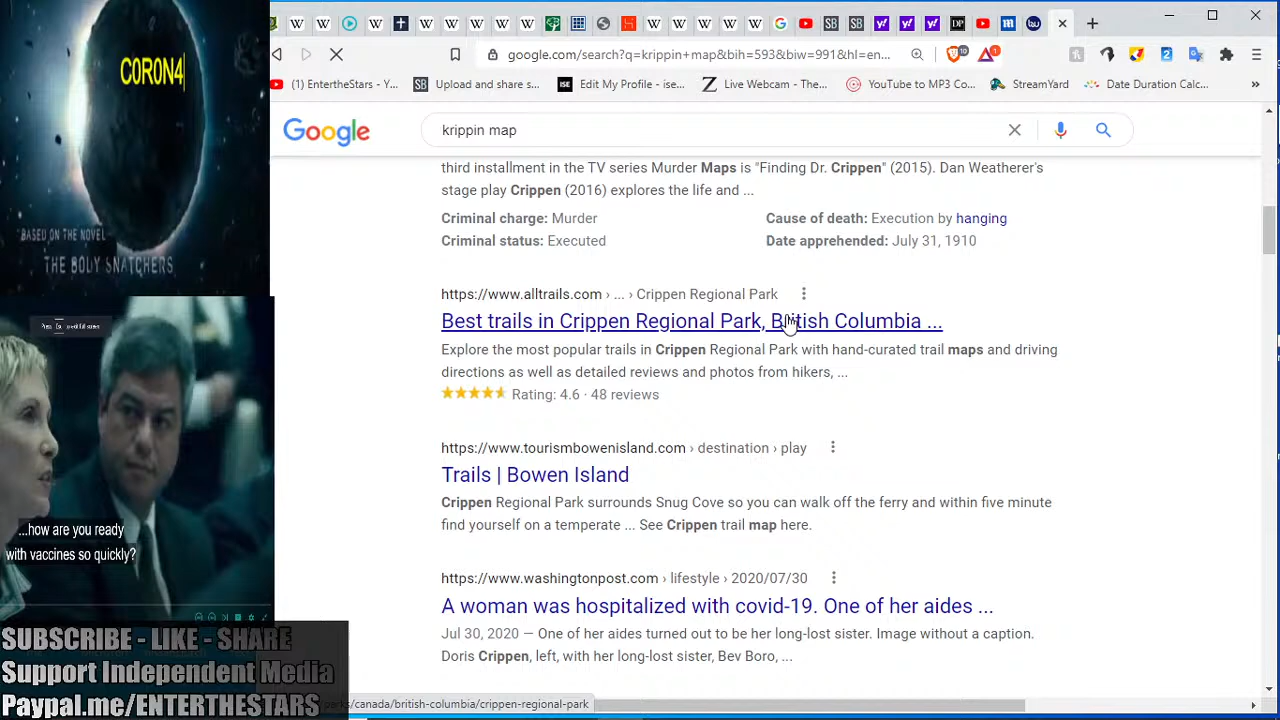 CORON4
"BASED ON THE NOVEL
THE BODY SNATCHERS
...how are you ready
with vaccines so quickly?
SUBSCRIBE - LIKE - SHARE
Support Independent Media
Paypal.me/ENTERTHESTARS
google.com/search?q=krippin+map&bih=593&biw=991&hl=en...
(1) EntertheStars - Y...
Upload and share s...
Edit My Profile - ise...
Live Webcam - The...
YouTube to MP3 Co...
StreamYard
Date Duration Calc...
Google
krippin map
third installment in the TV series Murder Maps is "Finding Dr. Crippen" (2015). Dan Weatherer's
stage play Crippen (2016) explores the life and ...
Criminal charge: Murder
Cause of death: Execution by hanging
Criminal status: Executed
Date apprehended: July 31, 1910
https://www.alltrails.com › ... › Crippen Regional Park
Best trails in Crippen Regional Park, British Columbia ...
Explore the most popular trails in Crippen Regional Park with hand-curated trail maps and driving
directions as well as detailed reviews and photos from hikers, ...
Rating: 4.6 · 48 reviews
https://www.tourismbowenisland.com › destination › play
Trails | Bowen Island
Crippen Regional Park surrounds Snug Cove so you can walk off the ferry and within five minute
find yourself on a temperate ... See Crippen trail map here.
https://www.washingtonpost.com › lifestyle › 2020/07/30
A woman was hospitalized with covid-19. One of her aides ...
Jul 30, 2020 — One of her aides turned out to be her long-lost sister. Image without a caption.
Doris Crippen, left, with her long-lost sister, Bev Boro, ...
/canada/british-columbia/crippen-regional-park